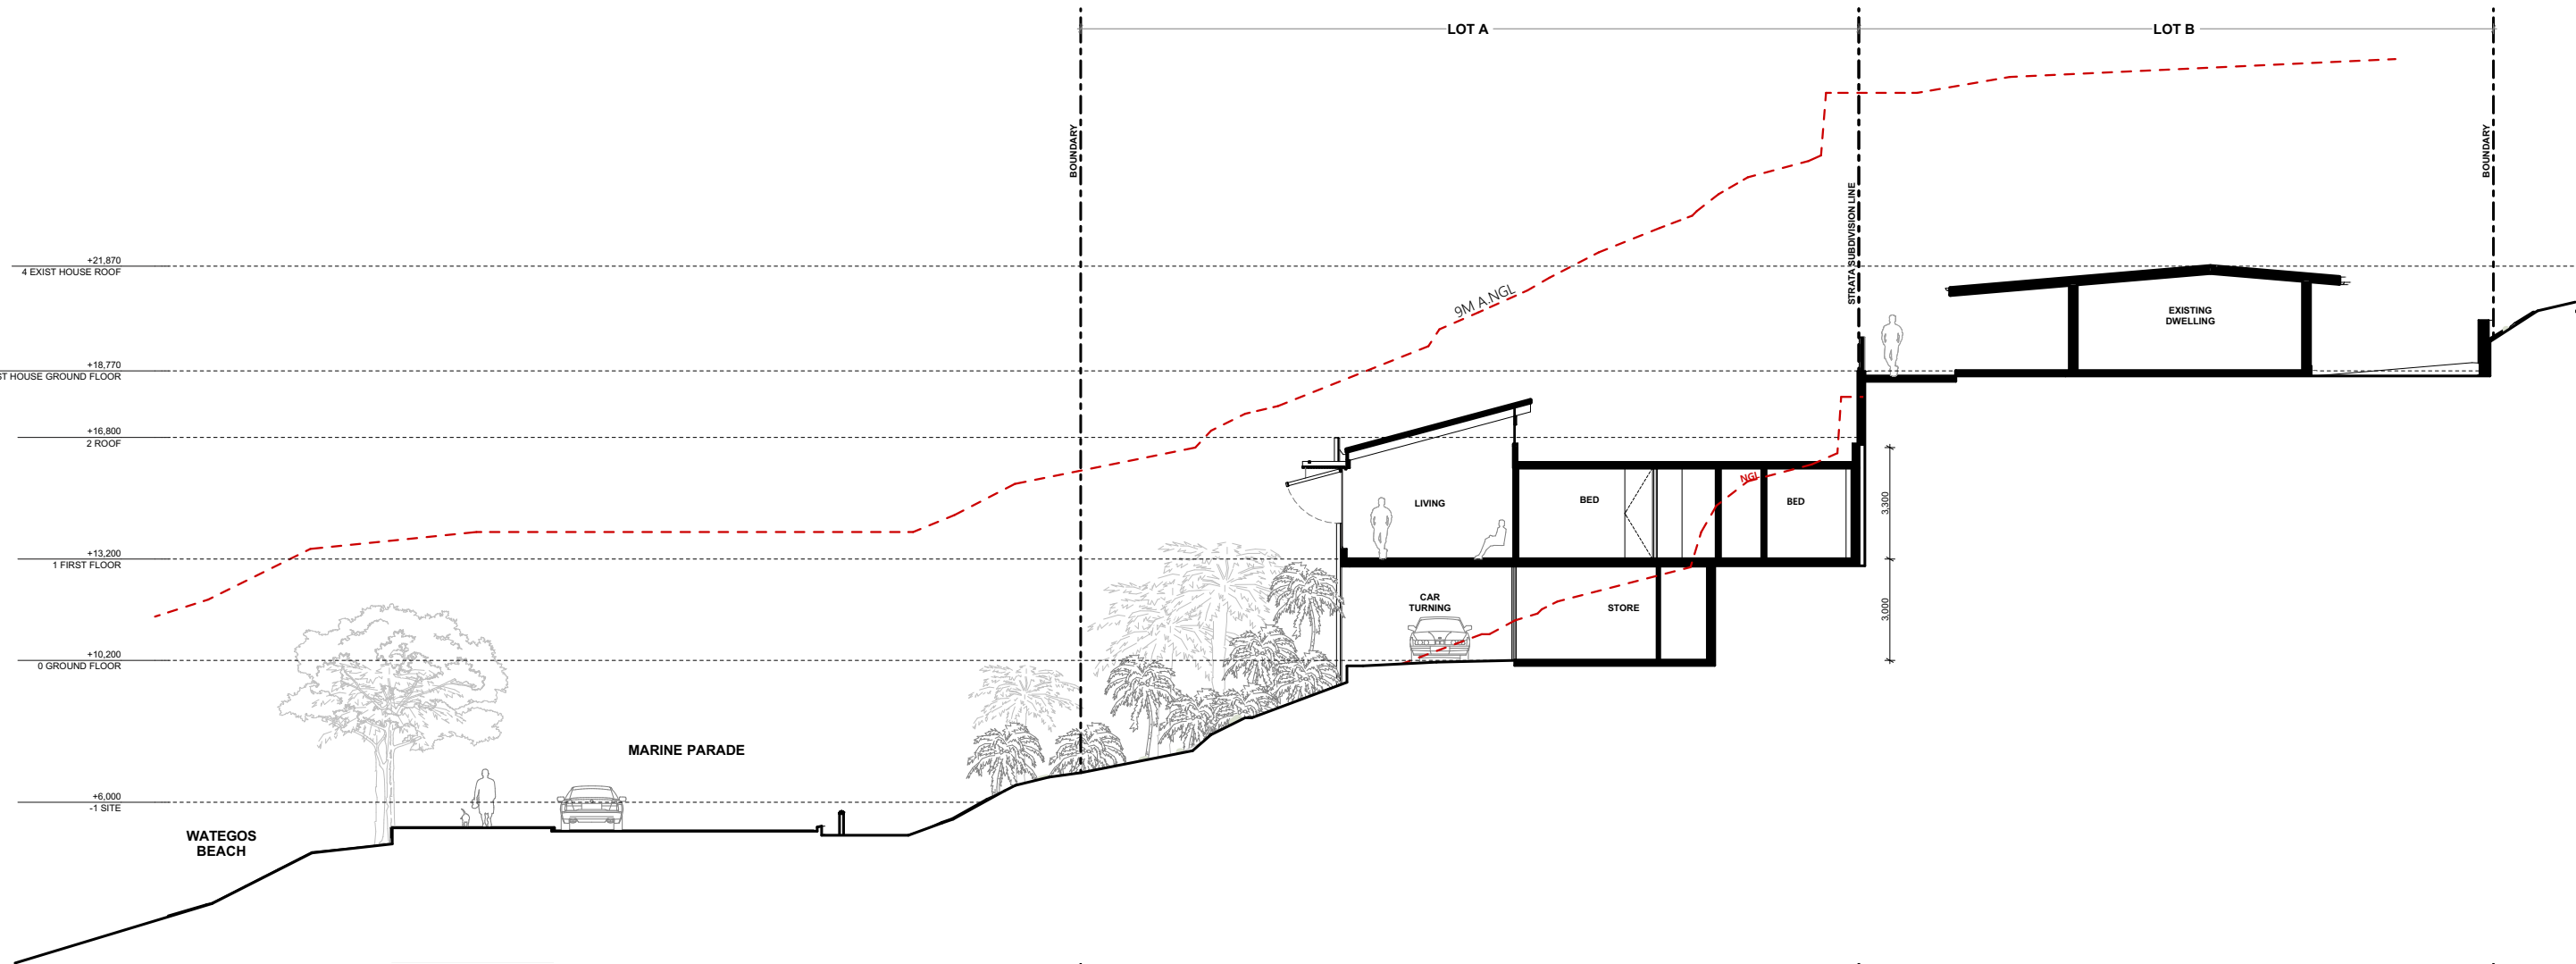 LOT A
LOT B
BOUNDARY
BOUNDARY
STRATA SUBDIVISION LINE
+21,870
4 EXIST HOUSE ROOF
9M A.NGL
EXISTING
DWELLING
+18,770
HOUSE GROUND FLOOR
+16,800
2 ROOF
NGL
LIVING
BED
BED
3,300
+13,200
1 FIRST FLOOR
CAR
TURNING
STORE
3,000
+10,200
0 GROUND FLOOR
MARINE PARADE
+6,000
-1 SITE
WATEGOS
BEACH